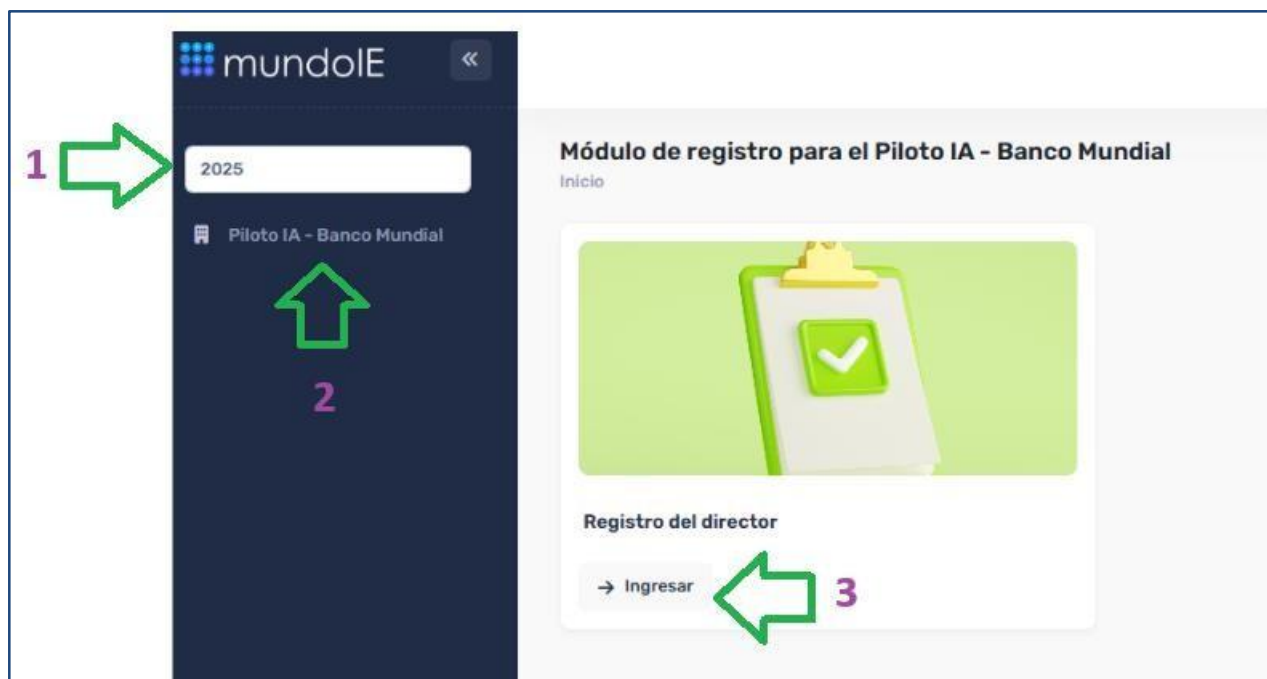 mundoIE
1
2025
Piloto IA - Banco Mundial
2
Módulo de registro para el Piloto IA - Banco Mundial
Inicio
Registro del director
→ Ingresar
3